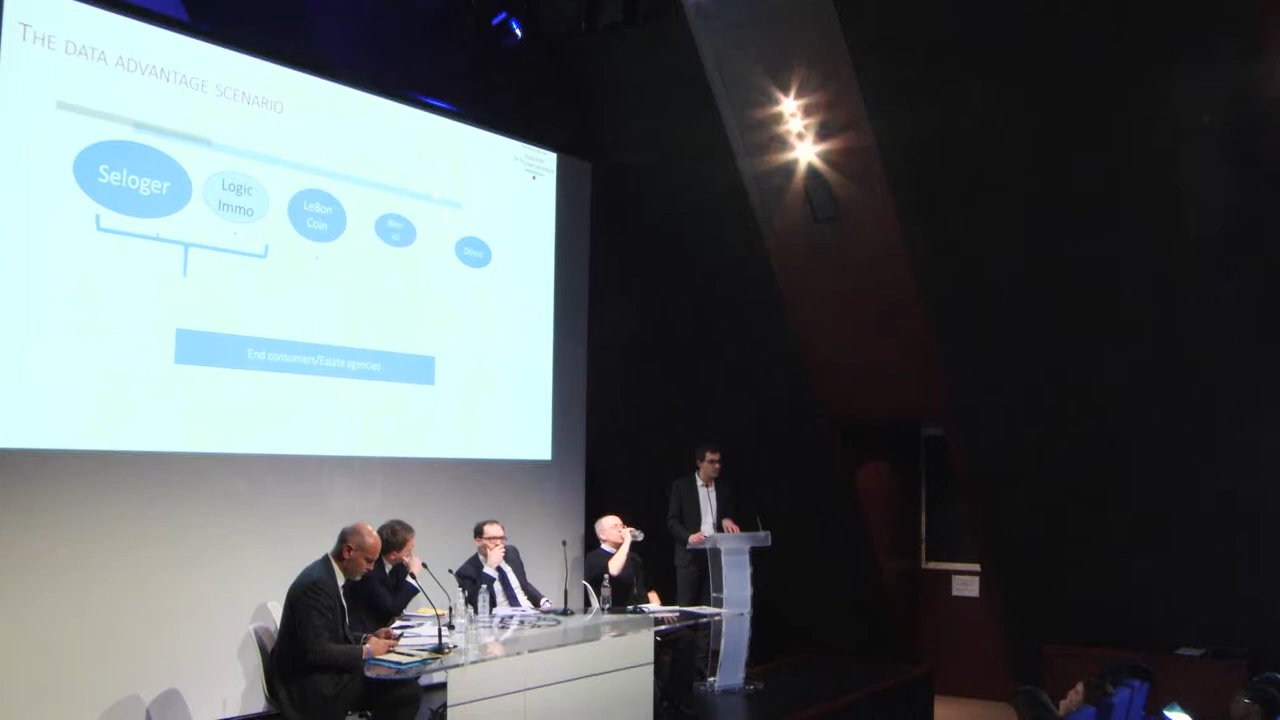 THE DATA ADVANTAGE SCENARIO
Seloger
Logic
Immo
LeBon
Coin
Others
End consumers/Estate agencies